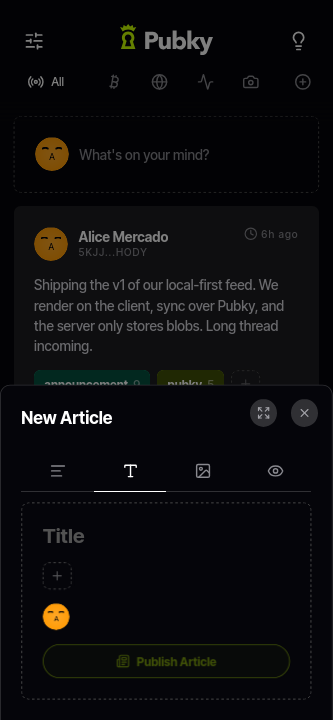 Pubky
All
What's on your mind?
Alice Mercado
6h ago
5KJJ...HODY
Shipping the v1 of our local-first feed. We
render on the client, sync over Pubky, and
the server only stores blobs. Long thread
incoming.
announcement 9 pubky 5
New Article
Title
Publish Article